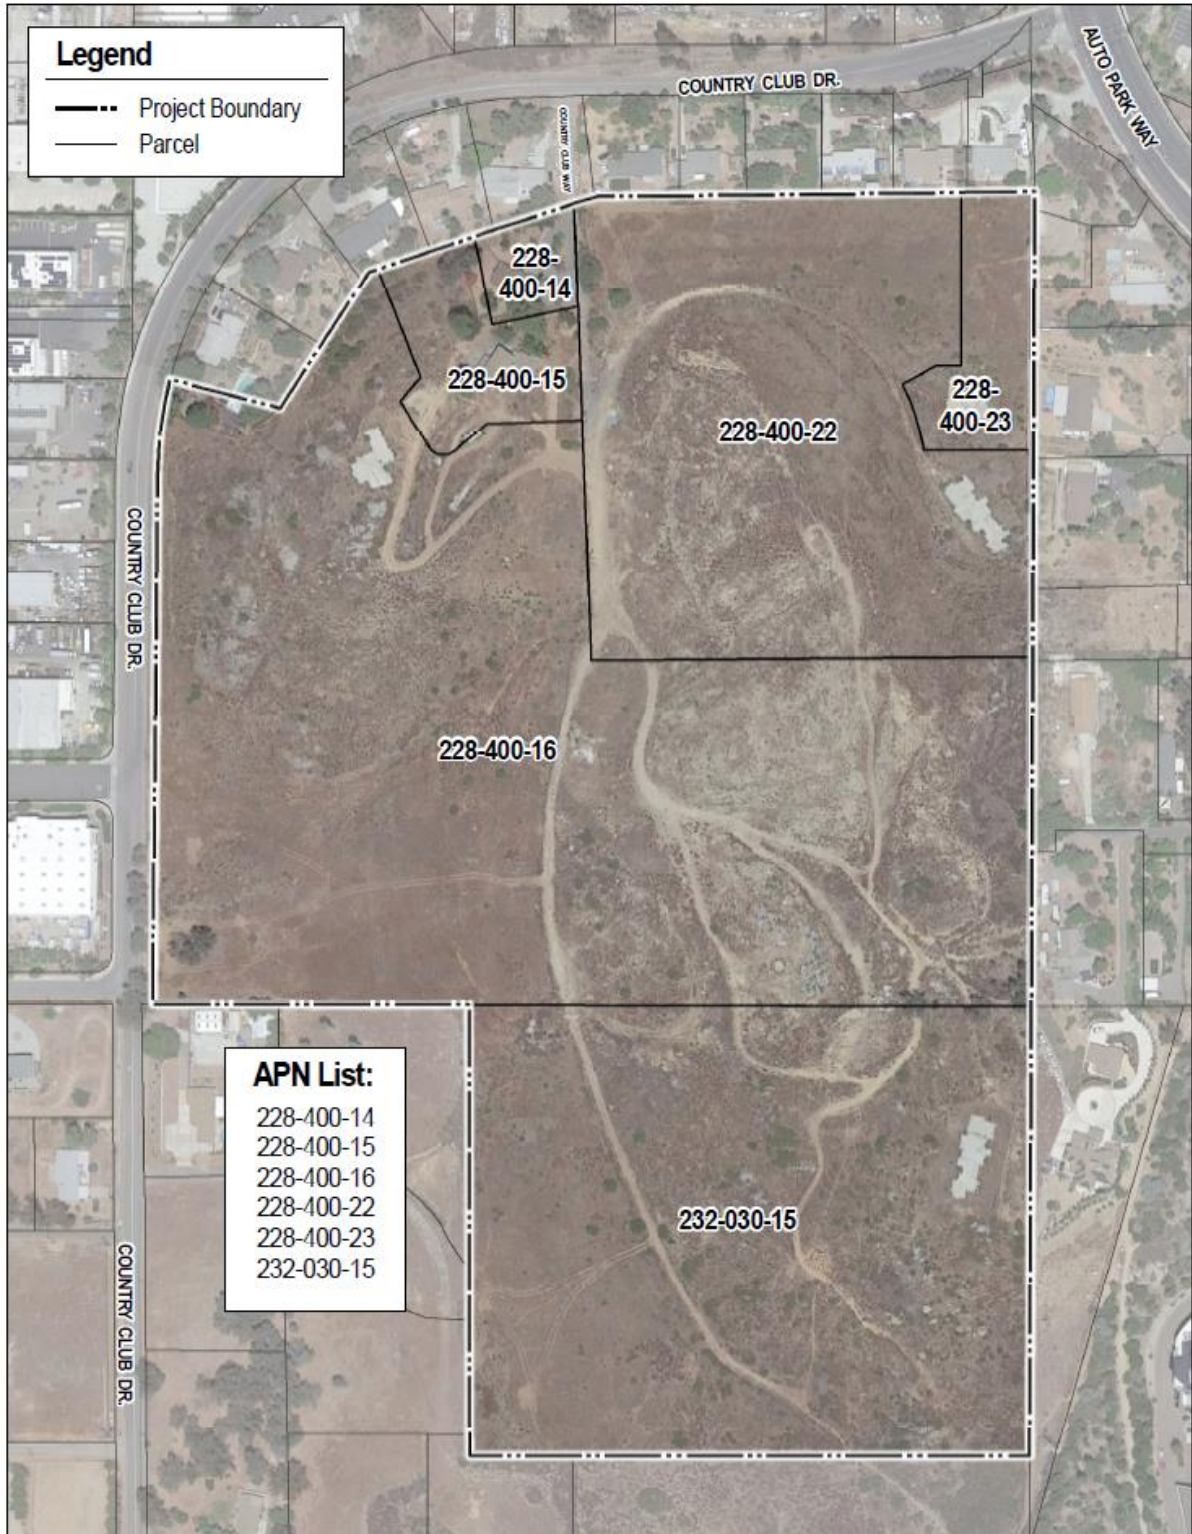 Legend
Project Boundary
Parcel
COUNTRY CLUB DR.
AUTO PARK WAY
COUNTRY CLUB WAY
228-
400-14
228-400-15
228-400-22
228-
400-23
COUNTRY CLUB DR.
228-400-16
APN List:
228-400-14
228-400-15
228-400-16
228-400-22
228-400-23
232-030-15
232-030-15
COUNTRY CLUB DR.